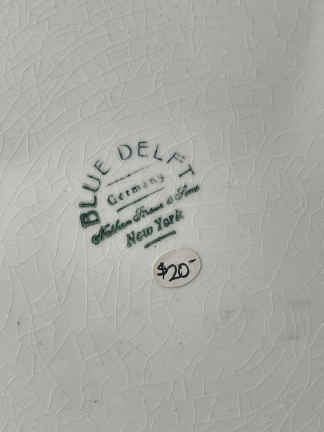 BLUE DELFT
Germany
Nathan Straus & Sons
New York
$20-